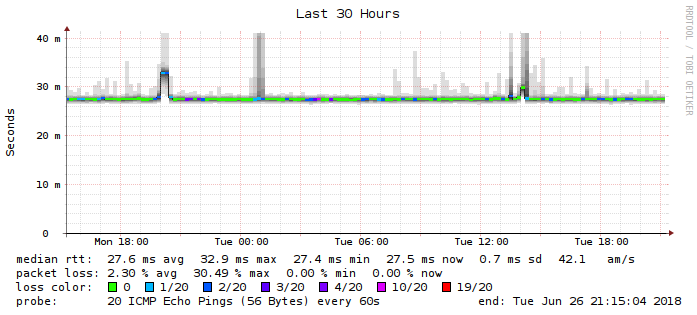 Last 30 Hours
RRDTOOL / TOBI OETIKER
Seconds
40 m
30 m
20 m
10 m
0
Mon 18:00 Tue 00:00 Tue 06:00 Tue 12:00 Tue 18:00
median rtt: 27.6 ms avg 32.9 ms max 27.4 ms min 27.5 ms now 0.7 ms sd 42.1 am/s
packet loss: 2.30 % avg 30.49 % max 0.00 % min 0.00 % now
loss color: 0 1/20 2/20 3/20 4/20 10/20 19/20
probe: 20 ICMP Echo Pings (56 Bytes) every 60s end: Tue Jun 26 21:15:04 2018